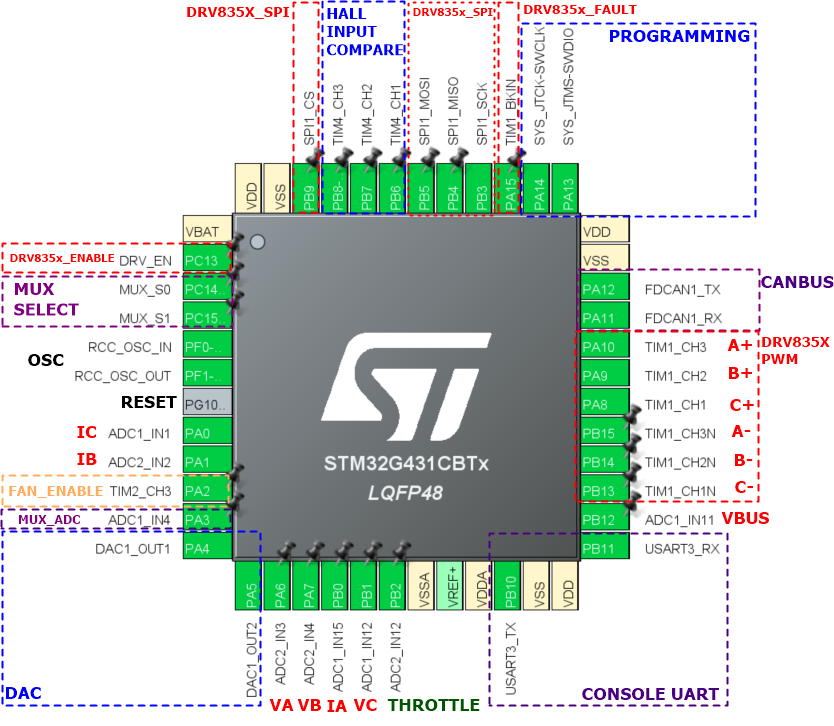 DRV835X_SPI
HALL
INPUT
COMPARE
DRV835x_SPI
DRV835x_FAULT
PROGRAMMING
SPI1_CS
TIM4_CH3
TIM4_CH2
TIM4_CH1
SPI1_MOSI
SPI1_MISO
SPI1_SCK
TIM1_BKIN
SYS_JTCK-SWCLK
SYS_JTMS-SWDIO
VDD
VSS
PB9
PB8-..
PB7
PB6
PB5
PB4
PB3
PA15
PA14
PA13
VBAT
DRV835x_ENABLE DRV_EN PC13
MUX
SELECT
MUX_S0 PC14..
MUX_S1 PC15..
OSC
RCC_OSC_IN PF0-..
RCC_OSC_OUT PF1-..
RESET PG10..
IC ADC1_IN1 PA0
IB ADC2_IN2 PA1
FAN_ENABLE TIM2_CH3 PA2
MUX_ADC ADC1_IN4 PA3
DAC1_OUT1 PA4
STM32G431CBTx
LQFP48
VDD
VSS
PA12 FDCAN1_TX
PA11 FDCAN1_RX
CANBUS
PA10 TIM1_CH3 A+
PA9 TIM1_CH2 B+
PA8 TIM1_CH1 C+
PB15 TIM1_CH3N A-
PB14 TIM1_CH2N B-
PB13 TIM1_CH1N C-
DRV835X
PWM
PB12 ADC1_IN11 VBUS
PB11 USART3_RX
PA5
PA6
PA7
PB0
PB1
PB2
VSSA
VREF+
VDDA
PB10
VSS
VDD
DAC1_OUT2
ADC2_IN3
ADC2_IN4
ADC1_IN15
ADC1_IN12
ADC2_IN12
USART3_TX
DAC
VA VB IA VC THROTTLE
CONSOLE UART